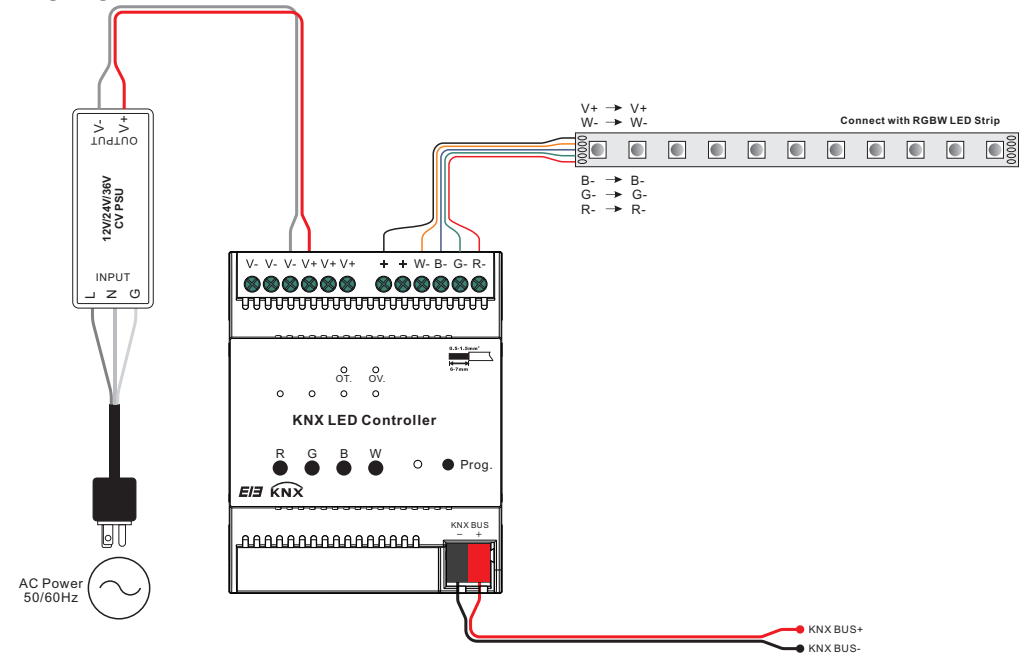 V-
V+
OUTPUT
12V/24V/36V
CV PSU
INPUT
L N G
AC Power
50/60Hz
V+ → V+
W- → W-
Connect with RGBW LED Strip
B- → B-
G- → G-
R- → R-
V- V- V- V+ V+ V+ + + W- B- G- R-
0.5-1.5mm²
6-7mm
OT. OV.
KNX LED Controller
R G B W
Prog.
EIB KNX
KNX BUS
− +
KNX BUS+
KNX BUS-